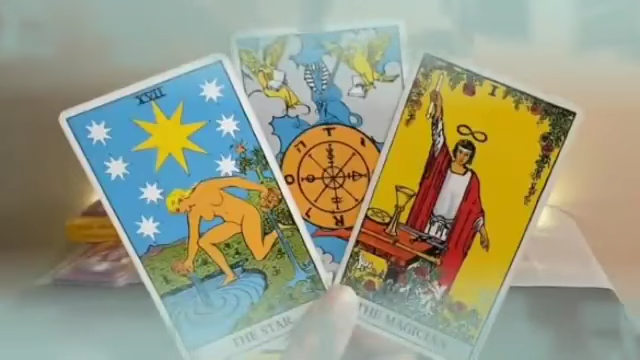 XVII
THE STAR
T
A
R
O
I
THE MAGICIAN